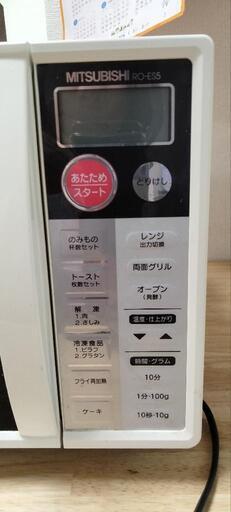 MITSUBISHI RO-ES5
あたため
スタート
とりけし
のみもの
杯数セット
レンジ
出力切換
トースト
枚数セット
両面グリル
オーブン
(発酵)
解凍
1.肉
2.さしみ
温度・仕上がり
冷凍食品
1.ピラフ
2.グラタン
時間・グラム
フライ再加熱
10分
1分・100g
ケーキ
10秒・10g